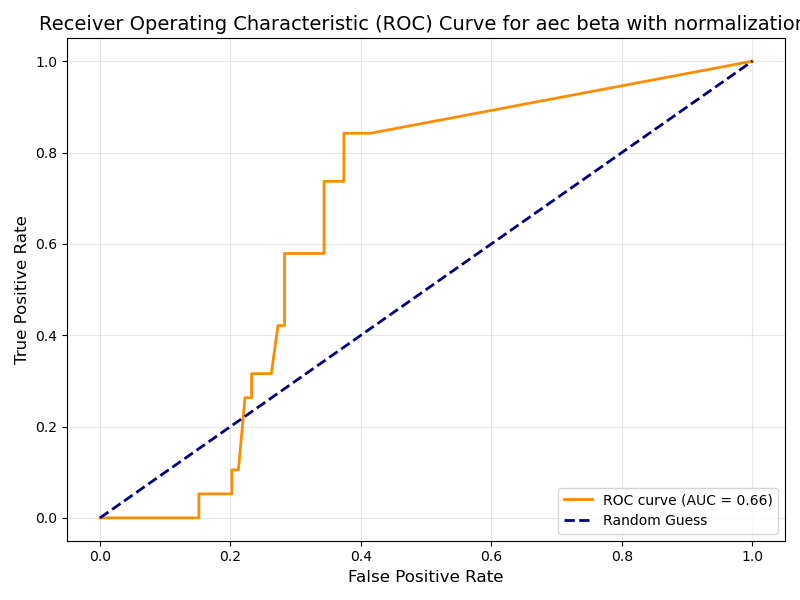 Receiver Operating Characteristic (ROC) Curve for aec beta with normalization
1.0
0.8
0.6
0.4
0.2
0.0
True Positive Rate
0.0 0.2 0.4 0.6 0.8 1.0
False Positive Rate
ROC curve (AUC = 0.66)
Random Guess